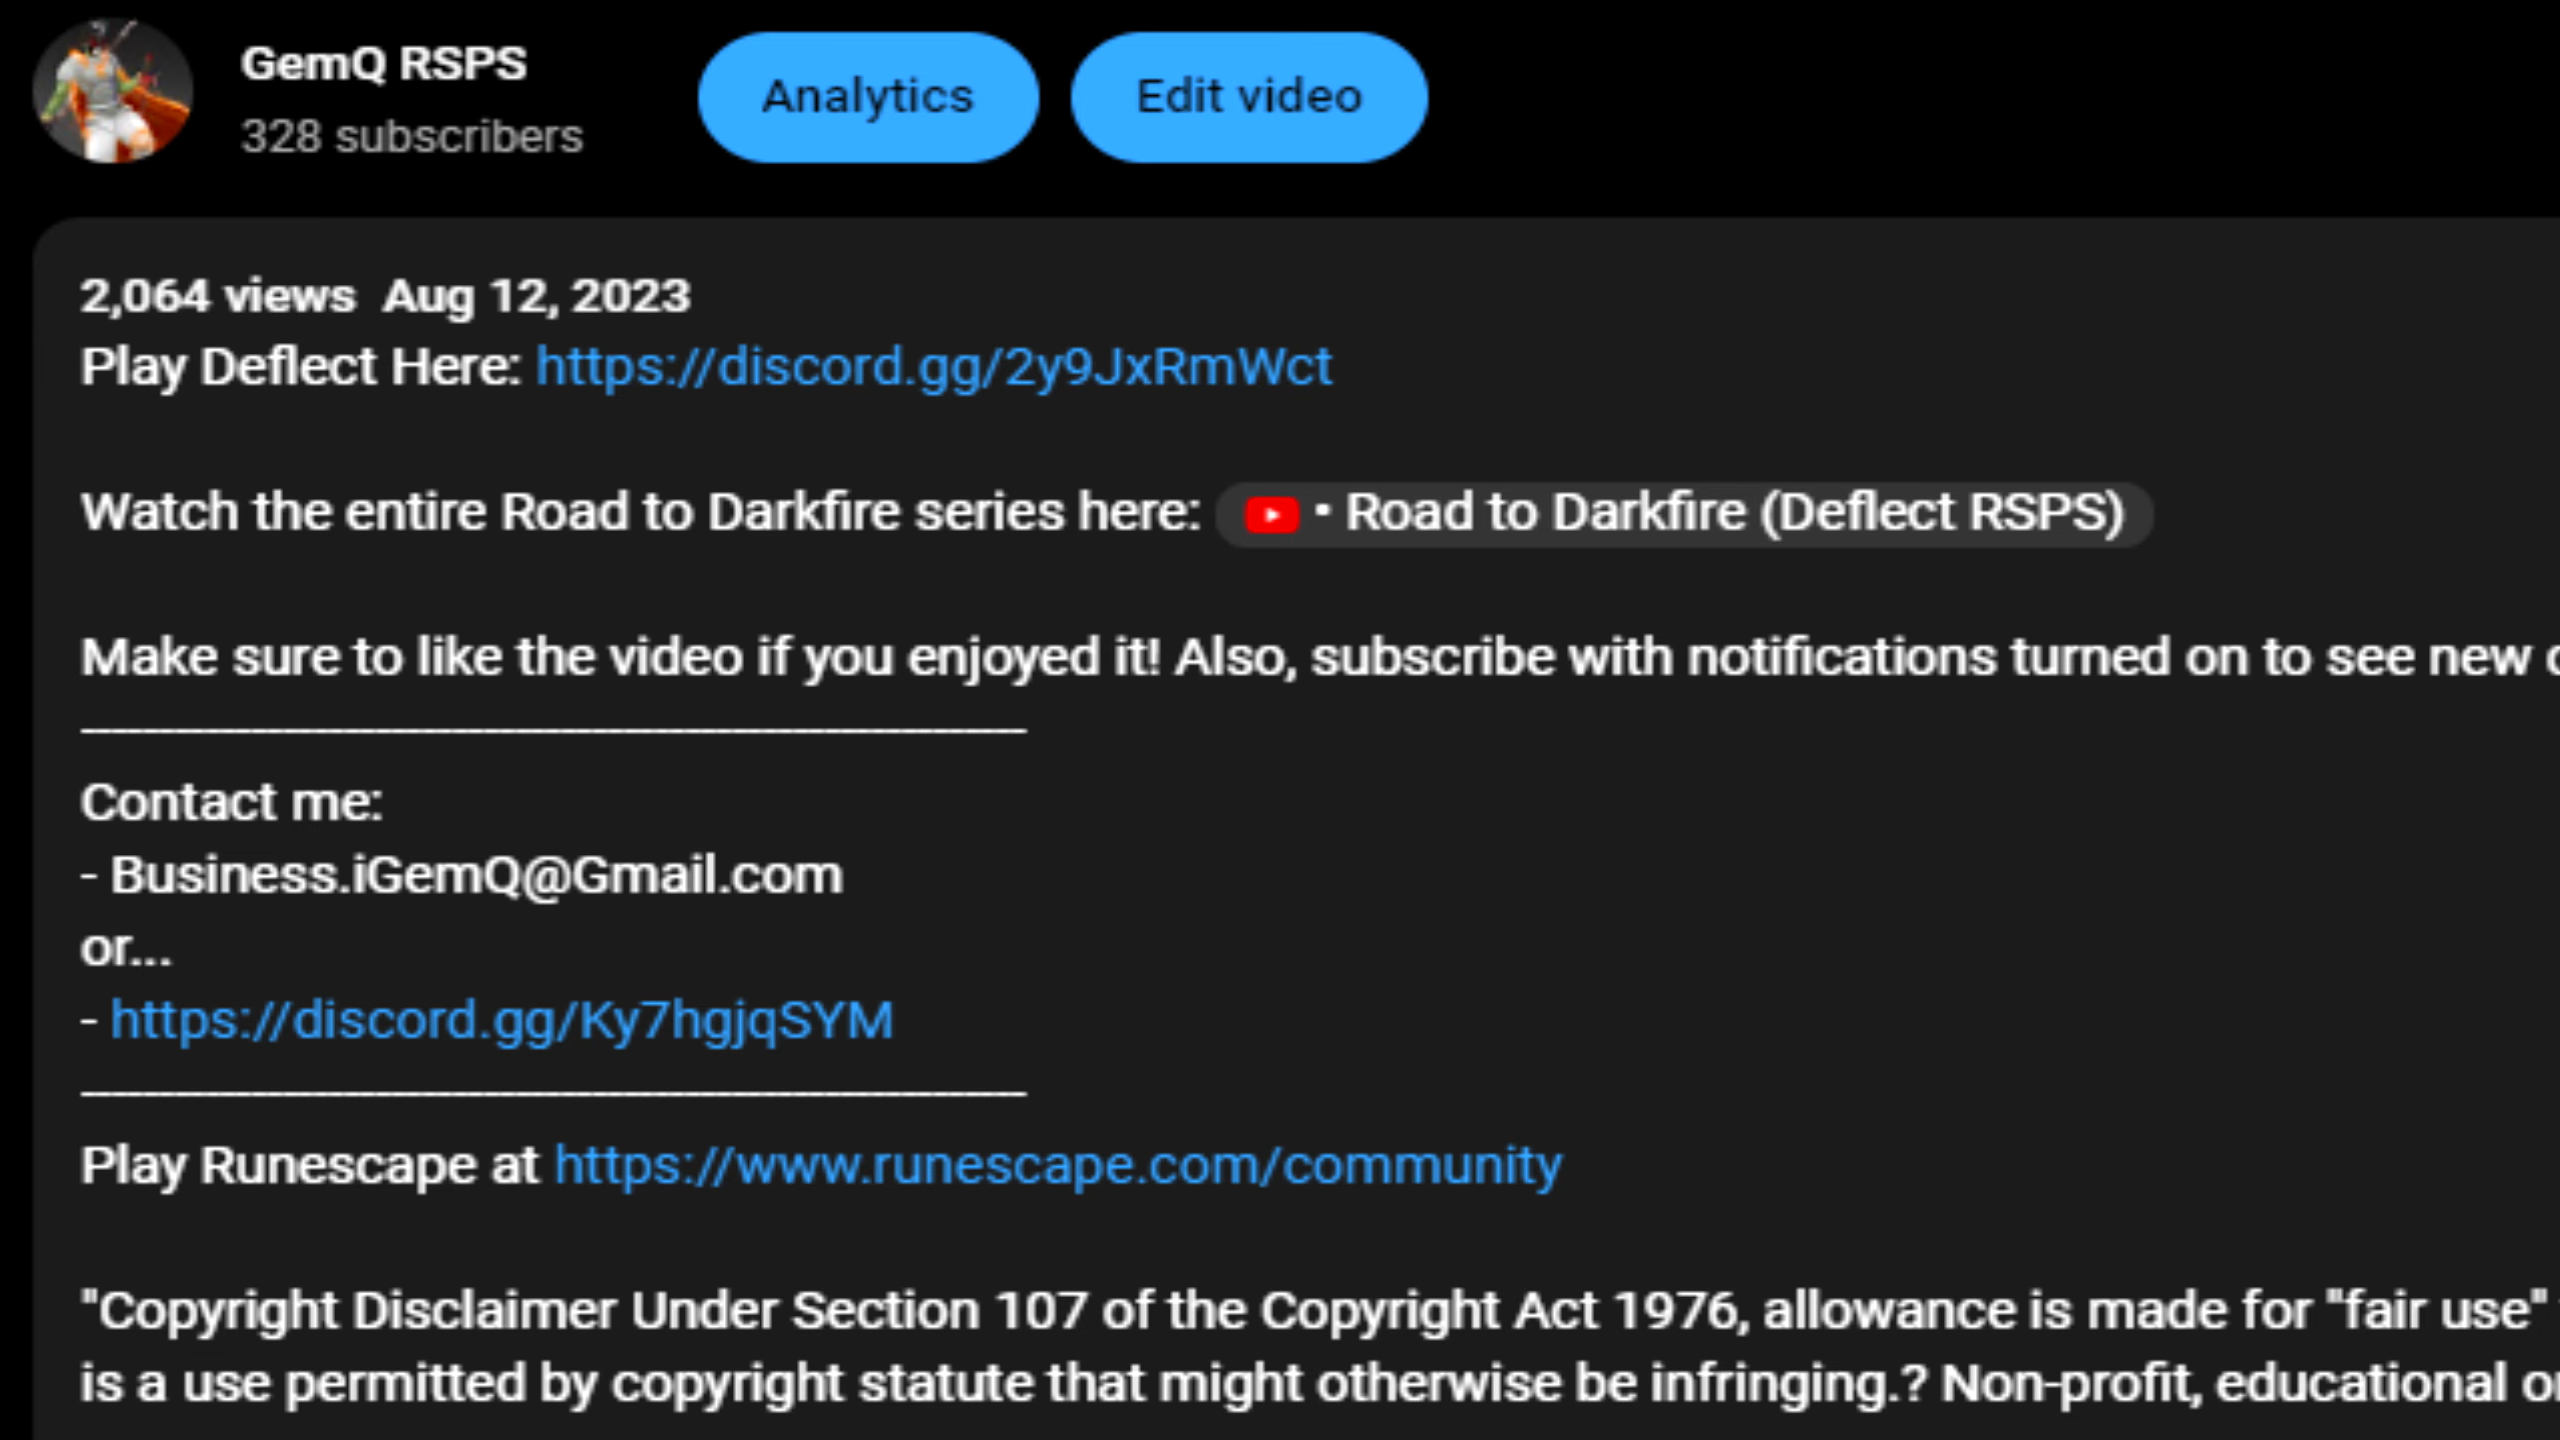 GemQ RSPS
328 subscribers
Analytics
Edit video
2,064 views Aug 12, 2023
Play Deflect Here: https://discord.gg/2y9JxRmWct
Watch the entire Road to Darkfire series here: • Road to Darkfire (Deflect RSPS)
Make sure to like the video if you enjoyed it! Also, subscribe with notifications turned on to see new
Contact me:
- Business.iGemQ@Gmail.com
or...
- https://discord.gg/Ky7hgjqSYM
Play Runescape at https://www.runescape.com/community
"Copyright Disclaimer Under Section 107 of the Copyright Act 1976, allowance is made for "fair use"
is a use permitted by copyright statute that might otherwise be infringing.? Non-profit, educational